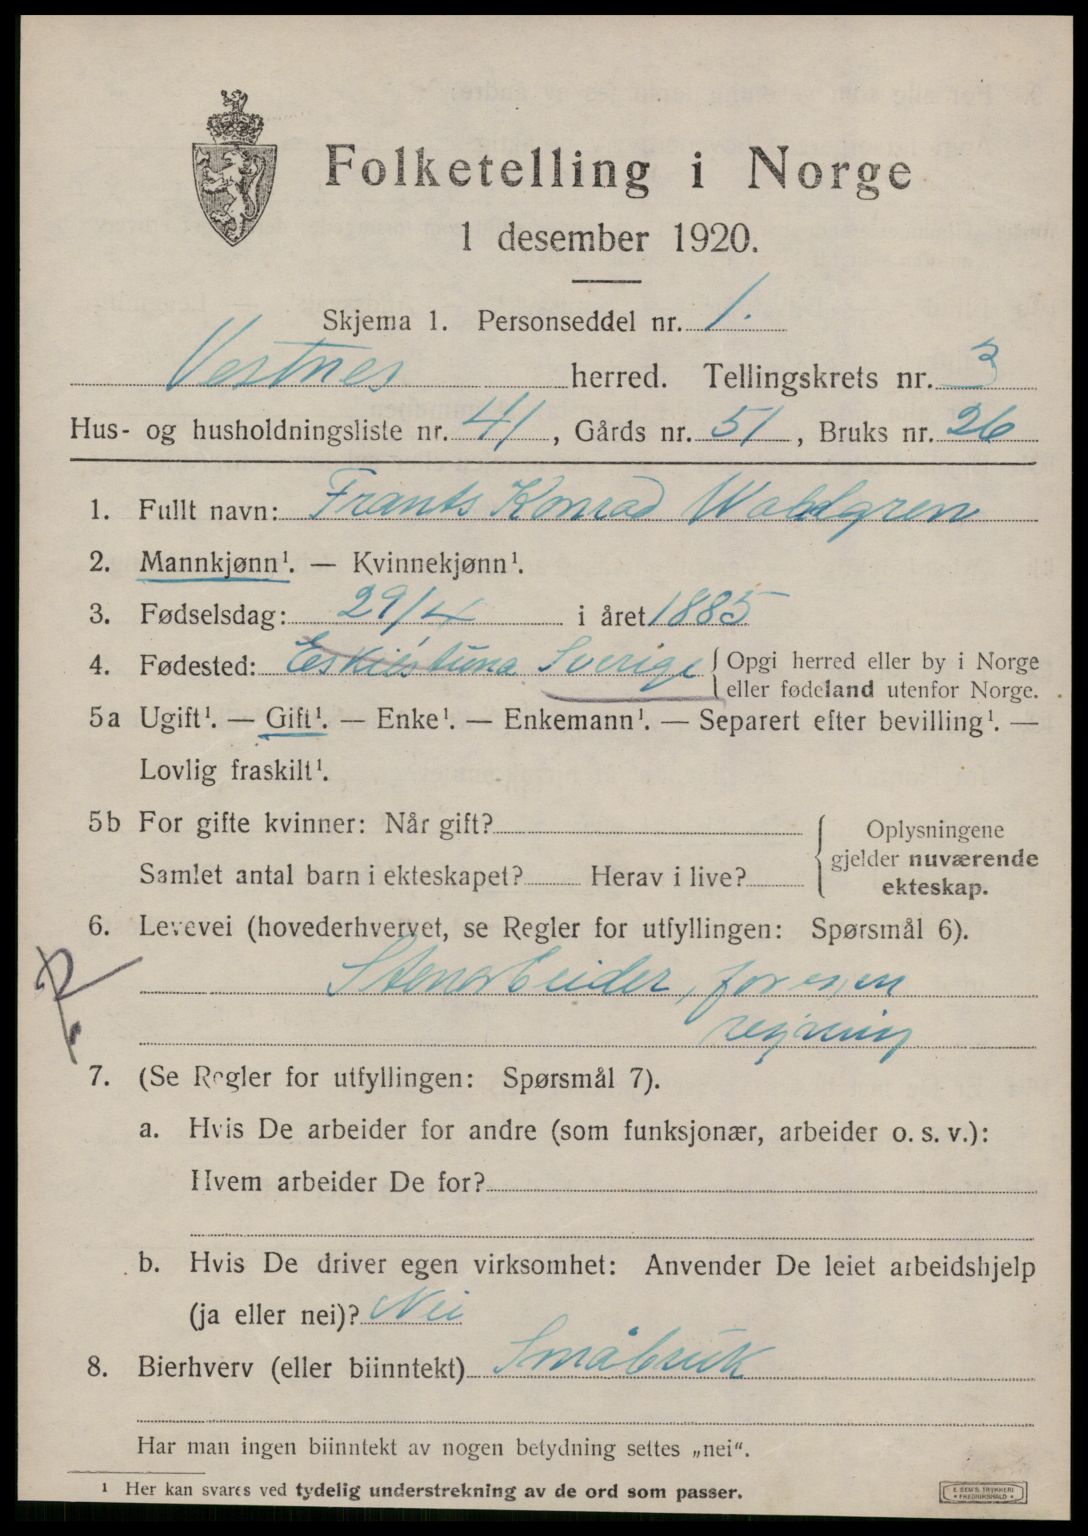 Folketelling i Norge
1 desember 1920.
Skjema 1. Personseddel nr. 1.
Vestnes herred. Tellingskrets nr. 3
Hus- og husholdningsliste nr. 41, Gårds nr. 51, Bruks nr. 26
1. Fullt navn: Frants Konrad Wahlgren
2. Mannkjønn¹. — Kvinnekjønn¹.
3. Fødselsdag: 29/4 i året 1885
4. Fødested: Eskilstuna Sverige { Opgi herred eller by i Norge
eller fødeland utenfor Norge.
5a Ugift¹. — Gift¹. — Enke¹. — Enkemann¹. — Separert efter bevilling¹. —
Lovlig fraskilt¹.
5b For gifte kvinner: Når gift? { Oplysningene
gjelder nuværende
Samlet antal barn i ekteskapet? Herav i live?
ekteskap.
6. Levevei (hovederhvervet, se Regler for utfyllingen: Spørsmål 6).
Stenarbeider, for egen
regning
7. (Se Regler for utfyllingen: Spørsmål 7).
a. Hvis De arbeider for andre (som funksjonær, arbeider o. s. v.):
Hvem arbeider De for?
b. Hvis De driver egen virksomhet: Anvender De leiet arbeidshjelp
(ja eller nei)? Nei
8. Bierhverv (eller biinntekt) Småbruk
Har man ingen biinntekt av nogen betydning settes „nei".
¹ Her kan svares ved tydelig understrekning av de ord som passer.
E. SEM'S TRYKKERI
FREDRIKSHALD